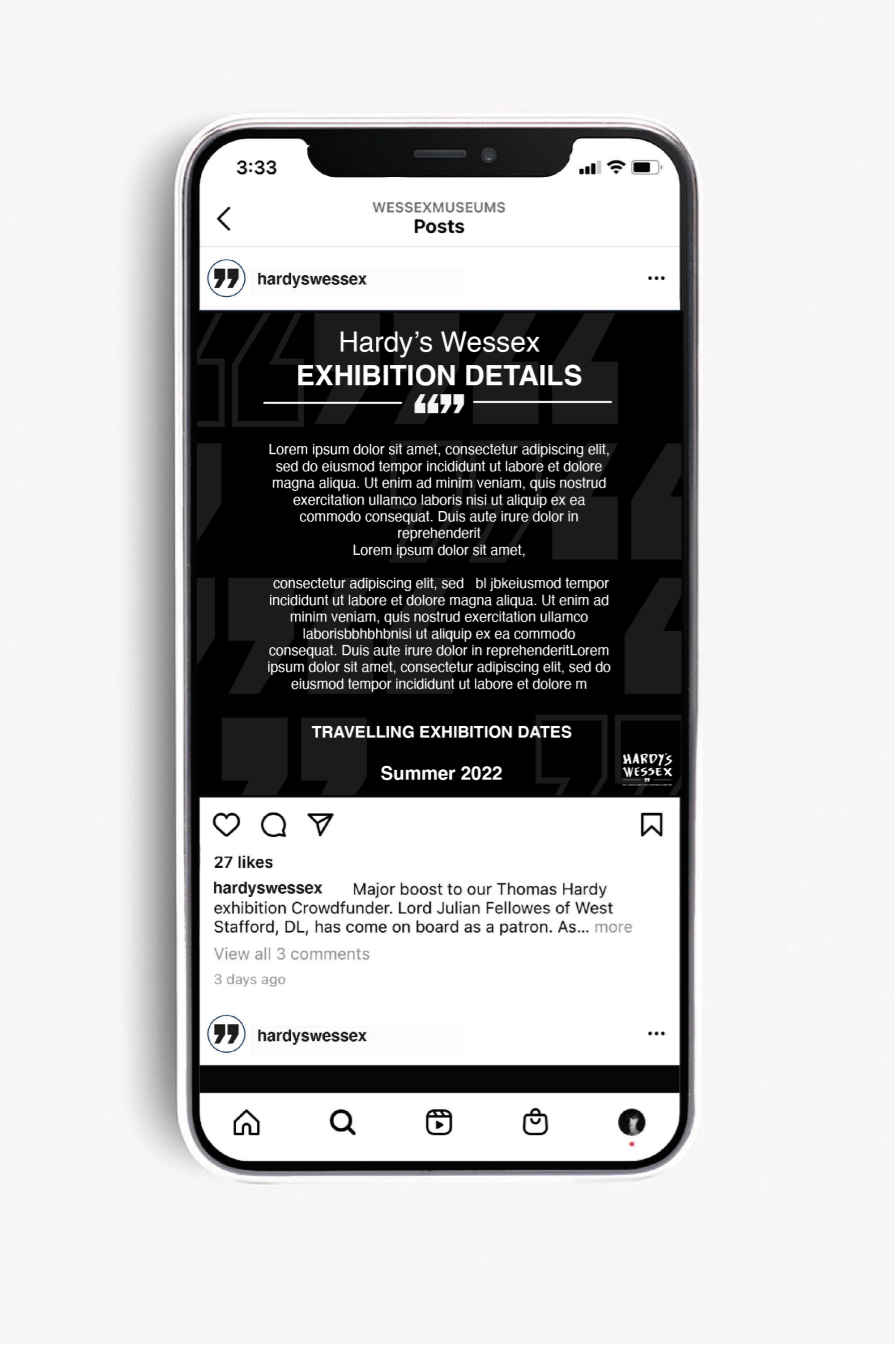 3:33
WESSEXMUSEUMS
Posts
hardyswessex
Hardy's Wessex
EXHIBITION DETAILS
Lorem ipsum dolor sit amet, consectetur adipiscing elit,
sed do eiusmod tempor incididunt ut labore et dolore
magna aliqua. Ut enim ad minim veniam, quis nostrud
exercitation ullamco laboris nisi ut aliquip ex ea
commodo consequat. Duis aute irure dolor in
reprehenderit
Lorem ipsum dolor sit amet,
consectetur adipiscing elit, sed bl jbkeiusmod tempor
incididunt ut labore et dolore magna aliqua. Ut enim ad
minim veniam, quis nostrud exercitation ullamco
laborisbbhbhbnisi ut aliquip ex ea commodo
consequat. Duis aute irure dolor in reprehenderitLorem
ipsum dolor sit amet, consectetur adipiscing elit, sed do
eiusmod tempor incididunt ut labore et dolore m
TRAVELLING EXHIBITION DATES
Summer 2022
HARDY'S
WESSEX
27 likes
hardyswessex Major boost to our Thomas Hardy
exhibition Crowdfunder. Lord Julian Fellowes of West
Stafford, DL, has come on board as a patron. As... more
View all 3 comments
3 days ago
hardyswessex